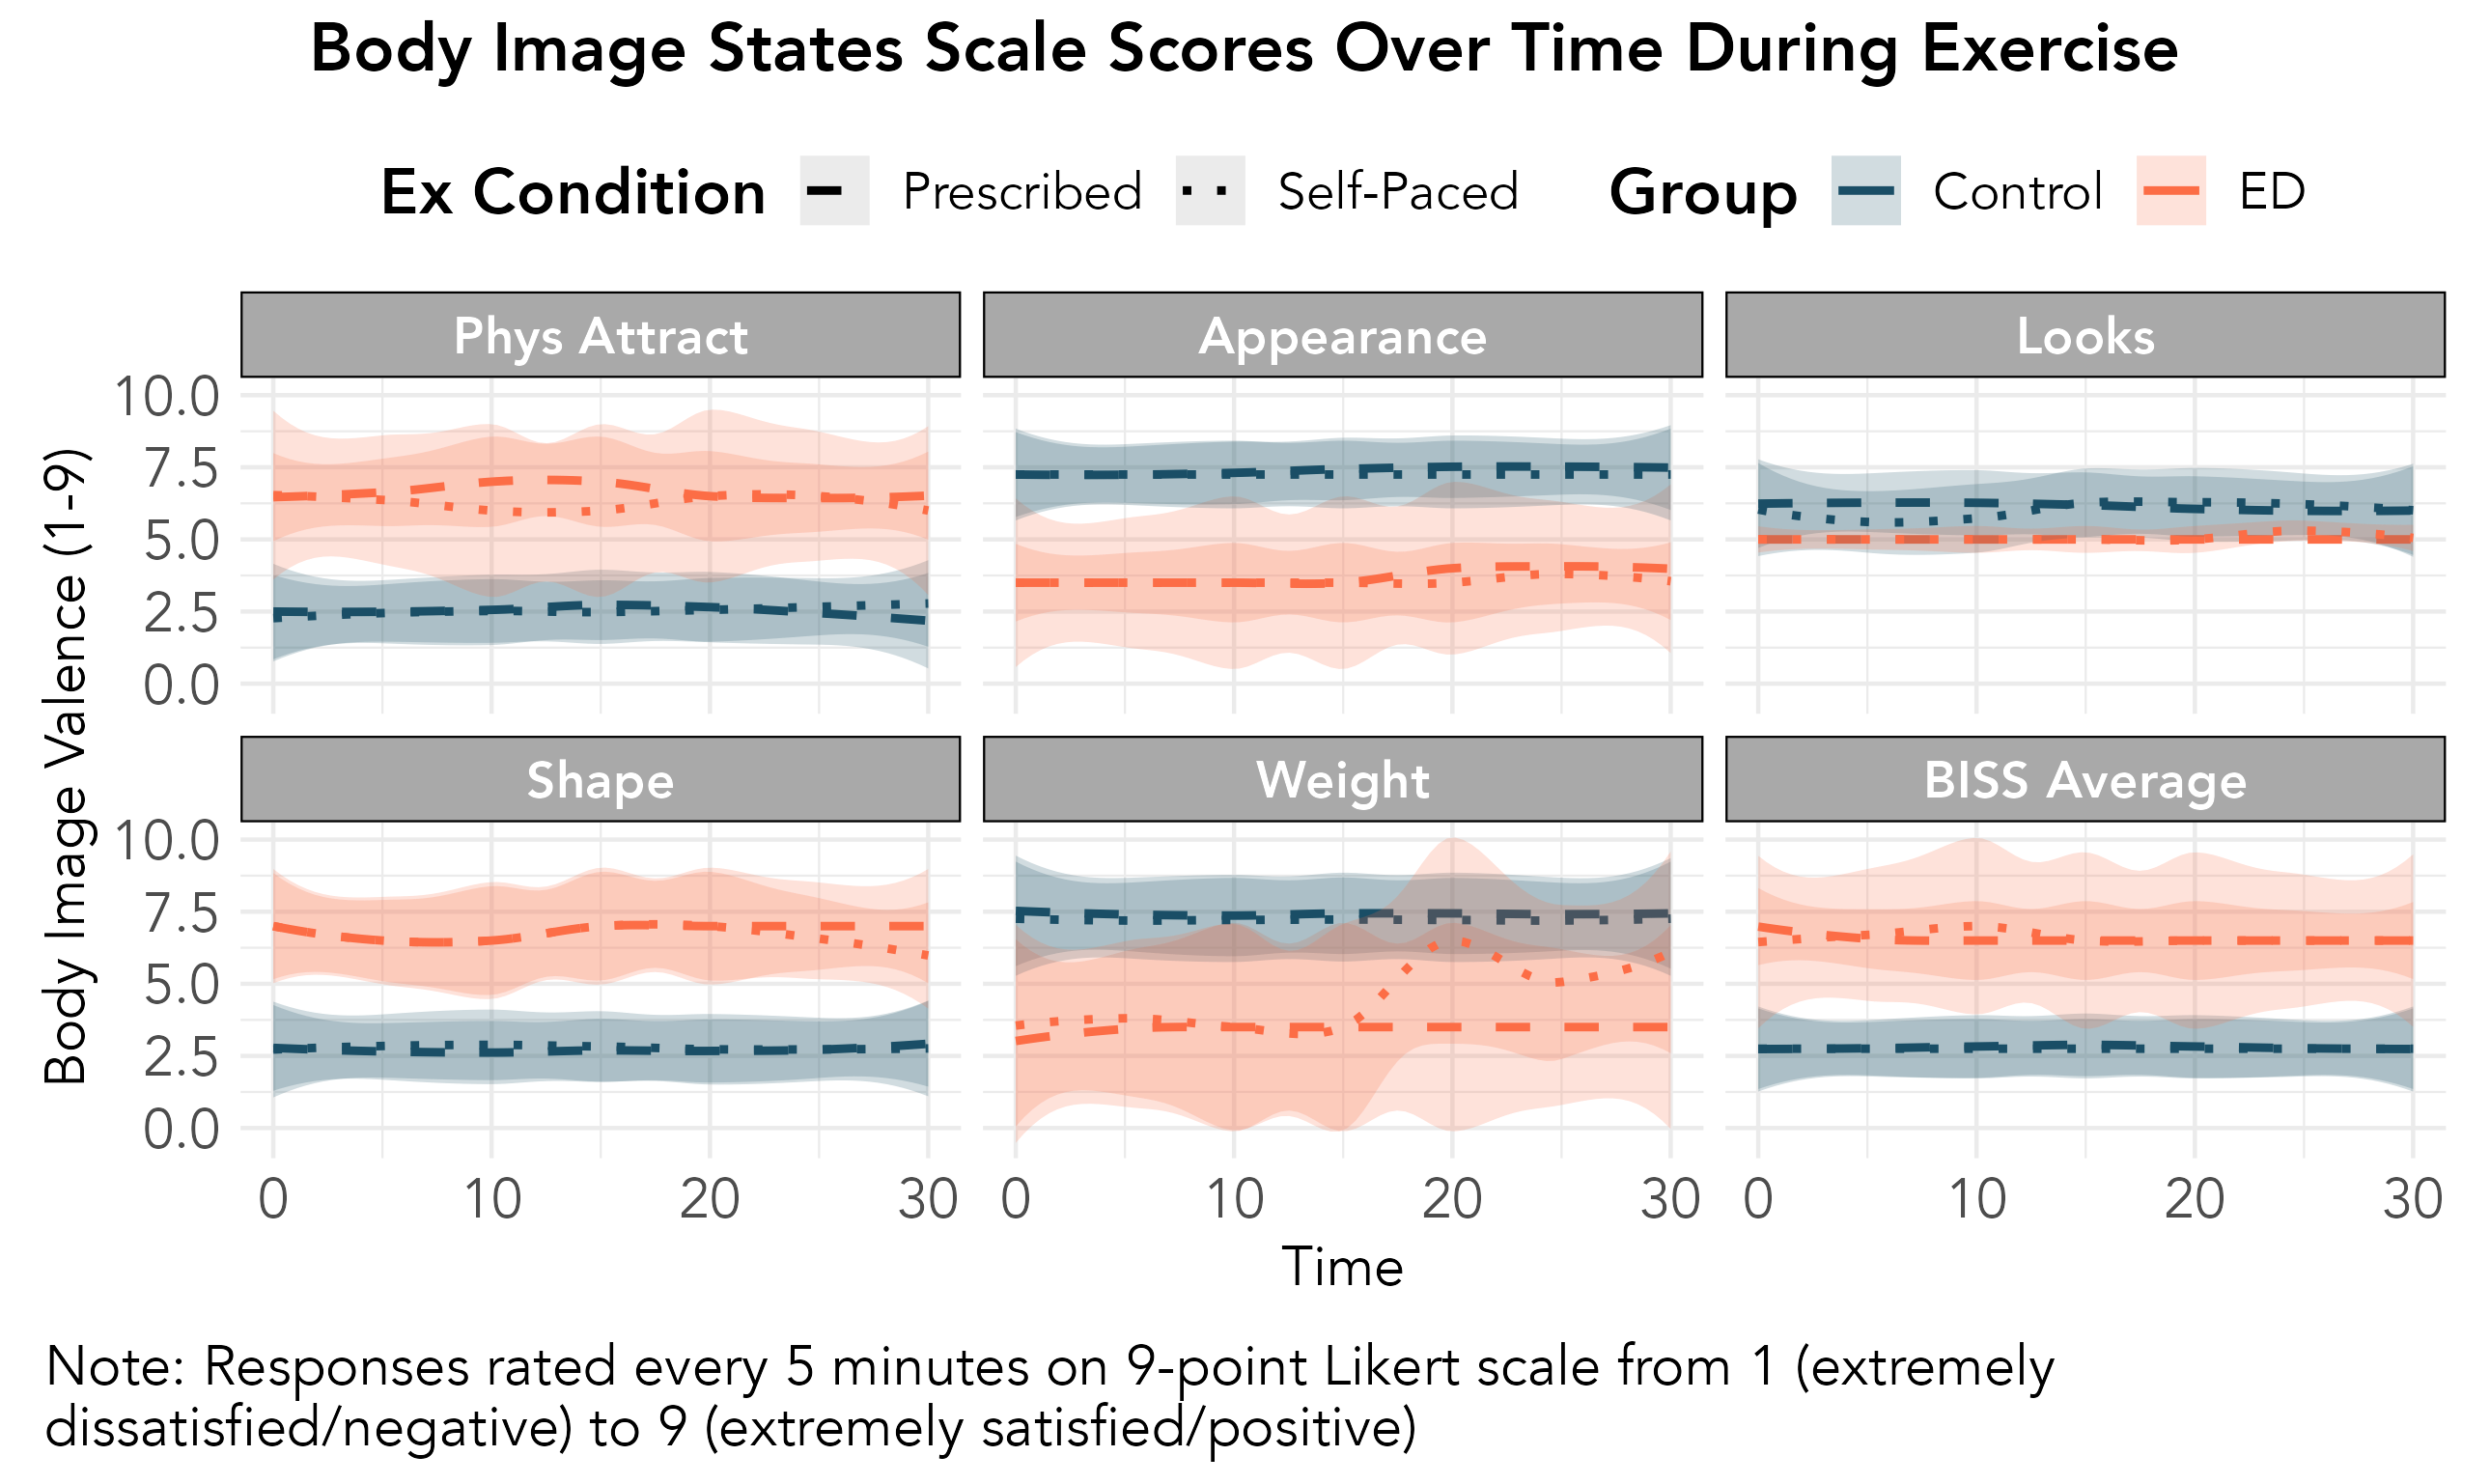 Body Image States Scale Scores Over Time During Exercise
Ex Condition Prescribed Self-Paced Group Control ED
Phys Attract Appearance Looks
10.0
7.5
5.0
2.5
0.0
Shape Weight BISS Average
10.0
7.5
5.0
2.5
0.0
0 10 20 30 0 10 20 30 0 10 20 30
Body Image Valence (1-9)
Time
Note: Responses rated every 5 minutes on 9-point Likert scale from 1 (extremely
dissatisfied/negative) to 9 (extremely satisfied/positive)